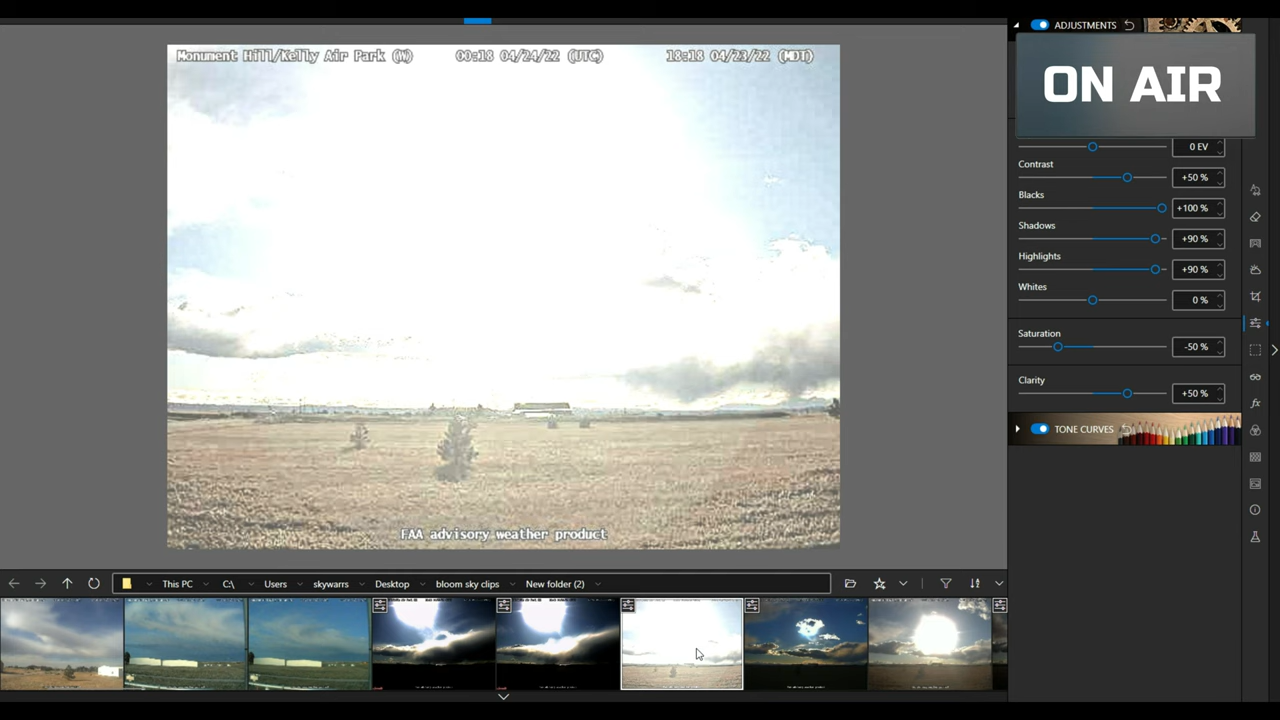 ADJUSTMENTS
ON AIR
Monument Hill/Kelly Air Park (W) 00:18 04/24/22 (UTC) 18:18 04/23/22 (MDT)
0 EV
Contrast +50 %
Blacks +100 %
Shadows +90 %
Highlights +90 %
Whites 0 %
Saturation -50 %
Clarity +50 %
TONE CURVES
FAA advisory weather product
This PC C:\ Users skywarrs Desktop bloom sky clips New folder (2)